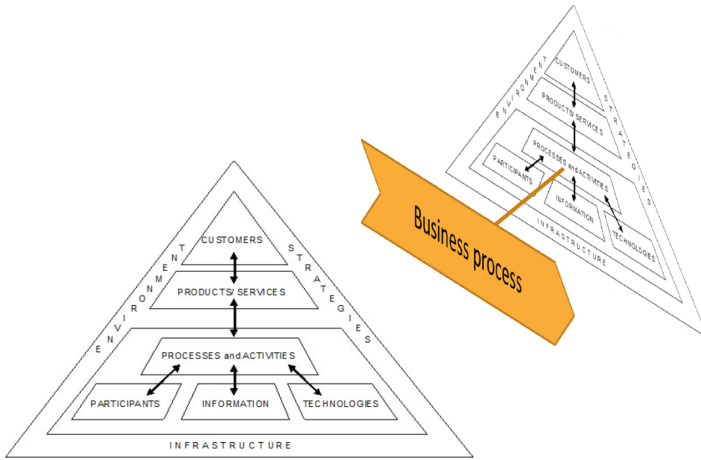 CUSTOMERS
PRODUCTS/ SERVICES
PROCESSES and ACTIVITIES
PARTICIPANTS
INFORMATION
TECHNOLOGIES
ENVIRONMENT
STRATEGIES
INFRASTRUCTURE
Business process
CUSTOMERS
PRODUCTS/ SERVICES
PROCESSES and ACTIVITIES
PARTICIPANTS
INFORMATION
TECHNOLOGIES
ENVIRONMENT
STRATEGIES
INFRASTRUCTURE